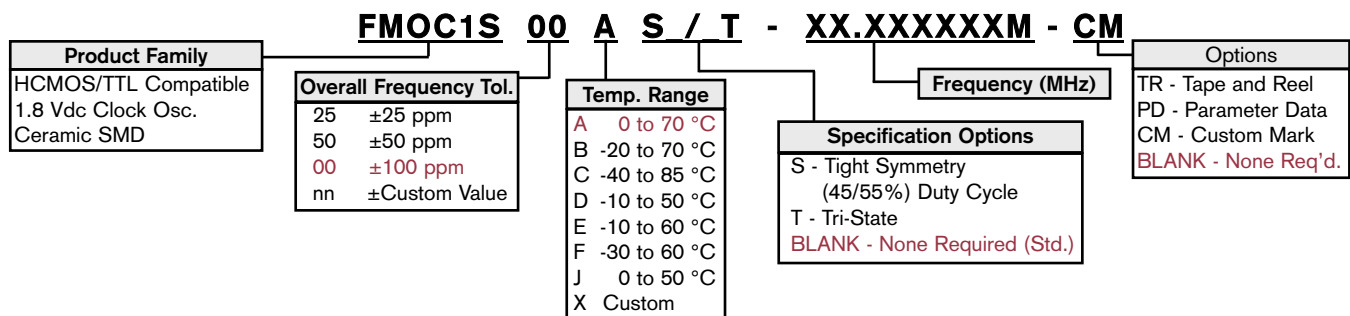 FMOC1S 00 A S_/_T - XX.XXXXXXM - CM
Product Family
HCMOS/TTL Compatible
1.8 Vdc Clock Osc.
Ceramic SMD
Overall Frequency Tol.
25 ±25 ppm
50 ±50 ppm
00 ±100 ppm
nn ±Custom Value
Temp. Range
A 0 to 70 °C
B -20 to 70 °C
C -40 to 85 °C
D -10 to 50 °C
E -10 to 60 °C
F -30 to 60 °C
J 0 to 50 °C
X Custom
Specification Options
S - Tight Symmetry
(45/55%) Duty Cycle
T - Tri-State
BLANK - None Required (Std.)
Frequency (MHz)
Options
TR - Tape and Reel
PD - Parameter Data
CM - Custom Mark
BLANK - None Req'd.